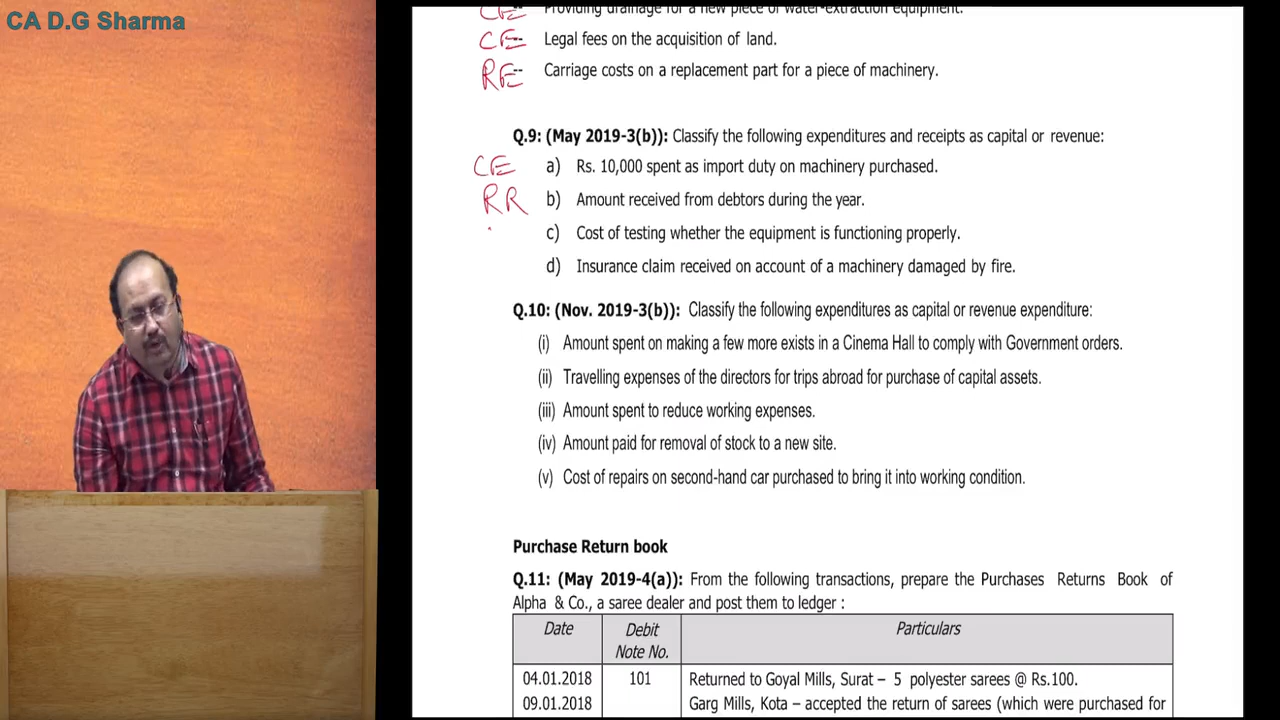 CA D.G Sharma
CE -- Providing drainage for a new piece of water-extraction equipment.
CE -- Legal fees on the acquisition of land.
RE -- Carriage costs on a replacement part for a piece of machinery.
Q.9: (May 2019-3(b)): Classify the following expenditures and receipts as capital or revenue:
CE a) Rs. 10,000 spent as import duty on machinery purchased.
RR b) Amount received from debtors during the year.
c) Cost of testing whether the equipment is functioning properly.
d) Insurance claim received on account of a machinery damaged by fire.
Q.10: (Nov. 2019-3(b)): Classify the following expenditures as capital or revenue expenditure:
(i) Amount spent on making a few more exists in a Cinema Hall to comply with Government orders.
(ii) Travelling expenses of the directors for trips abroad for purchase of capital assets.
(iii) Amount spent to reduce working expenses.
(iv) Amount paid for removal of stock to a new site.
(v) Cost of repairs on second-hand car purchased to bring it into working condition.
Purchase Return book
Q.11: (May 2019-4(a)): From the following transactions, prepare the Purchases Returns Book of
Alpha & Co., a saree dealer and post them to ledger :
Date Debit Note No. Particulars
04.01.2018 101 Returned to Goyal Mills, Surat – 5 polyester sarees @ Rs.100.
09.01.2018 Garg Mills, Kota – accepted the return of sarees (which were purchased for